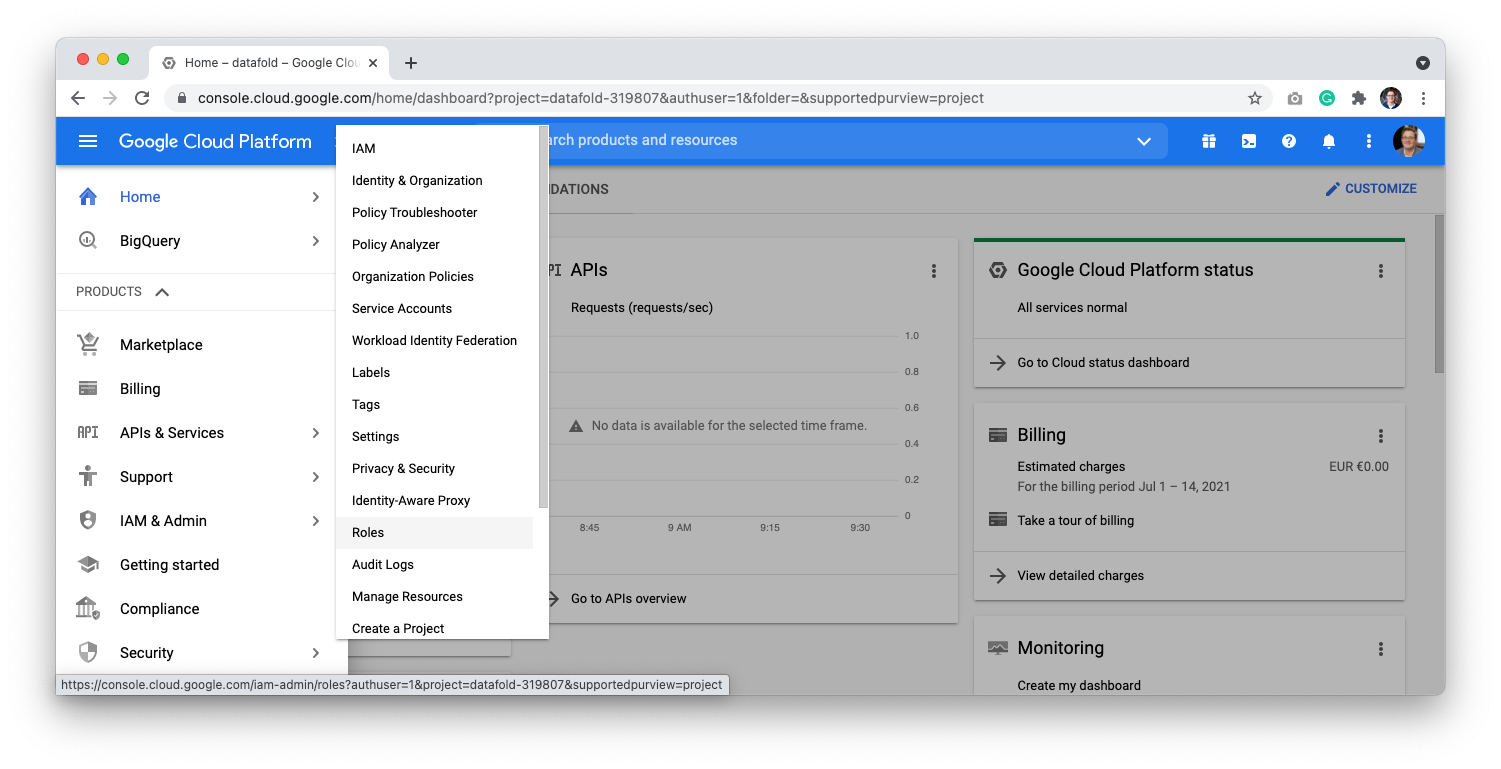 Home – datafold – Google Clou
console.cloud.google.com/home/dashboard?project=datafold-319807&authuser=1&folder=&supportedpurview=project
Google Cloud Platform
arch products and resources
Home
BigQuery
PRODUCTS
Marketplace
Billing
API APIs & Services
Support
IAM & Admin
Getting started
Compliance
Security
IAM
Identity & Organization
Policy Troubleshooter
Policy Analyzer
Organization Policies
Service Accounts
Workload Identity Federation
Labels
Tags
Settings
Privacy & Security
Identity-Aware Proxy
Roles
Audit Logs
Manage Resources
Create a Project
DATIONS
CUSTOMIZE
PI APIs
Requests (requests/sec)
1.0
0.8
0.6
No data is available for the selected time frame.
0.4
0.2
0
8:45 9 AM 9:15 9:30
Go to APIs overview
Google Cloud Platform status
All services normal
Go to Cloud status dashboard
Billing
Estimated charges EUR €0.00
For the billing period Jul 1 – 14, 2021
Take a tour of billing
View detailed charges
Monitoring
Create my dashboard
https://console.cloud.google.com/iam-admin/roles?authuser=1&project=datafold-319807&supportedpurview=project